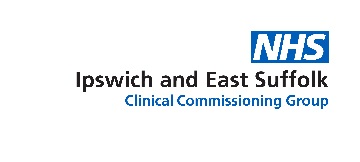 NHS
Ipswich and East Suffolk
Clinical Commissioning Group